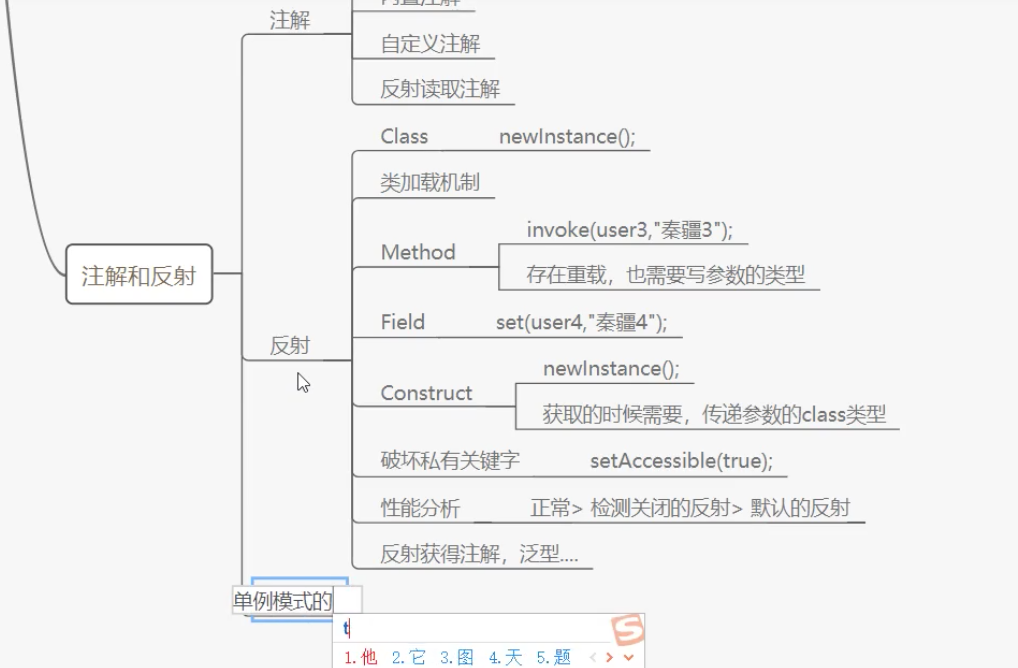 注解
内置注解
自定义注解
反射读取注解
Class newInstance();
类加载机制
invoke(user3,"秦疆3");
Method
存在重载，也需要写参数的类型
注解和反射
Field set(user4,"秦疆4");
反射
newInstance();
Construct
获取的时候需要，传递参数的class类型
破坏私有关键字 setAccessible(true);
性能分析 正常> 检测关闭的反射> 默认的反射
反射获得注解，泛型....
单例模式的
t
1.他 2.它 3.图 4.天 5.题